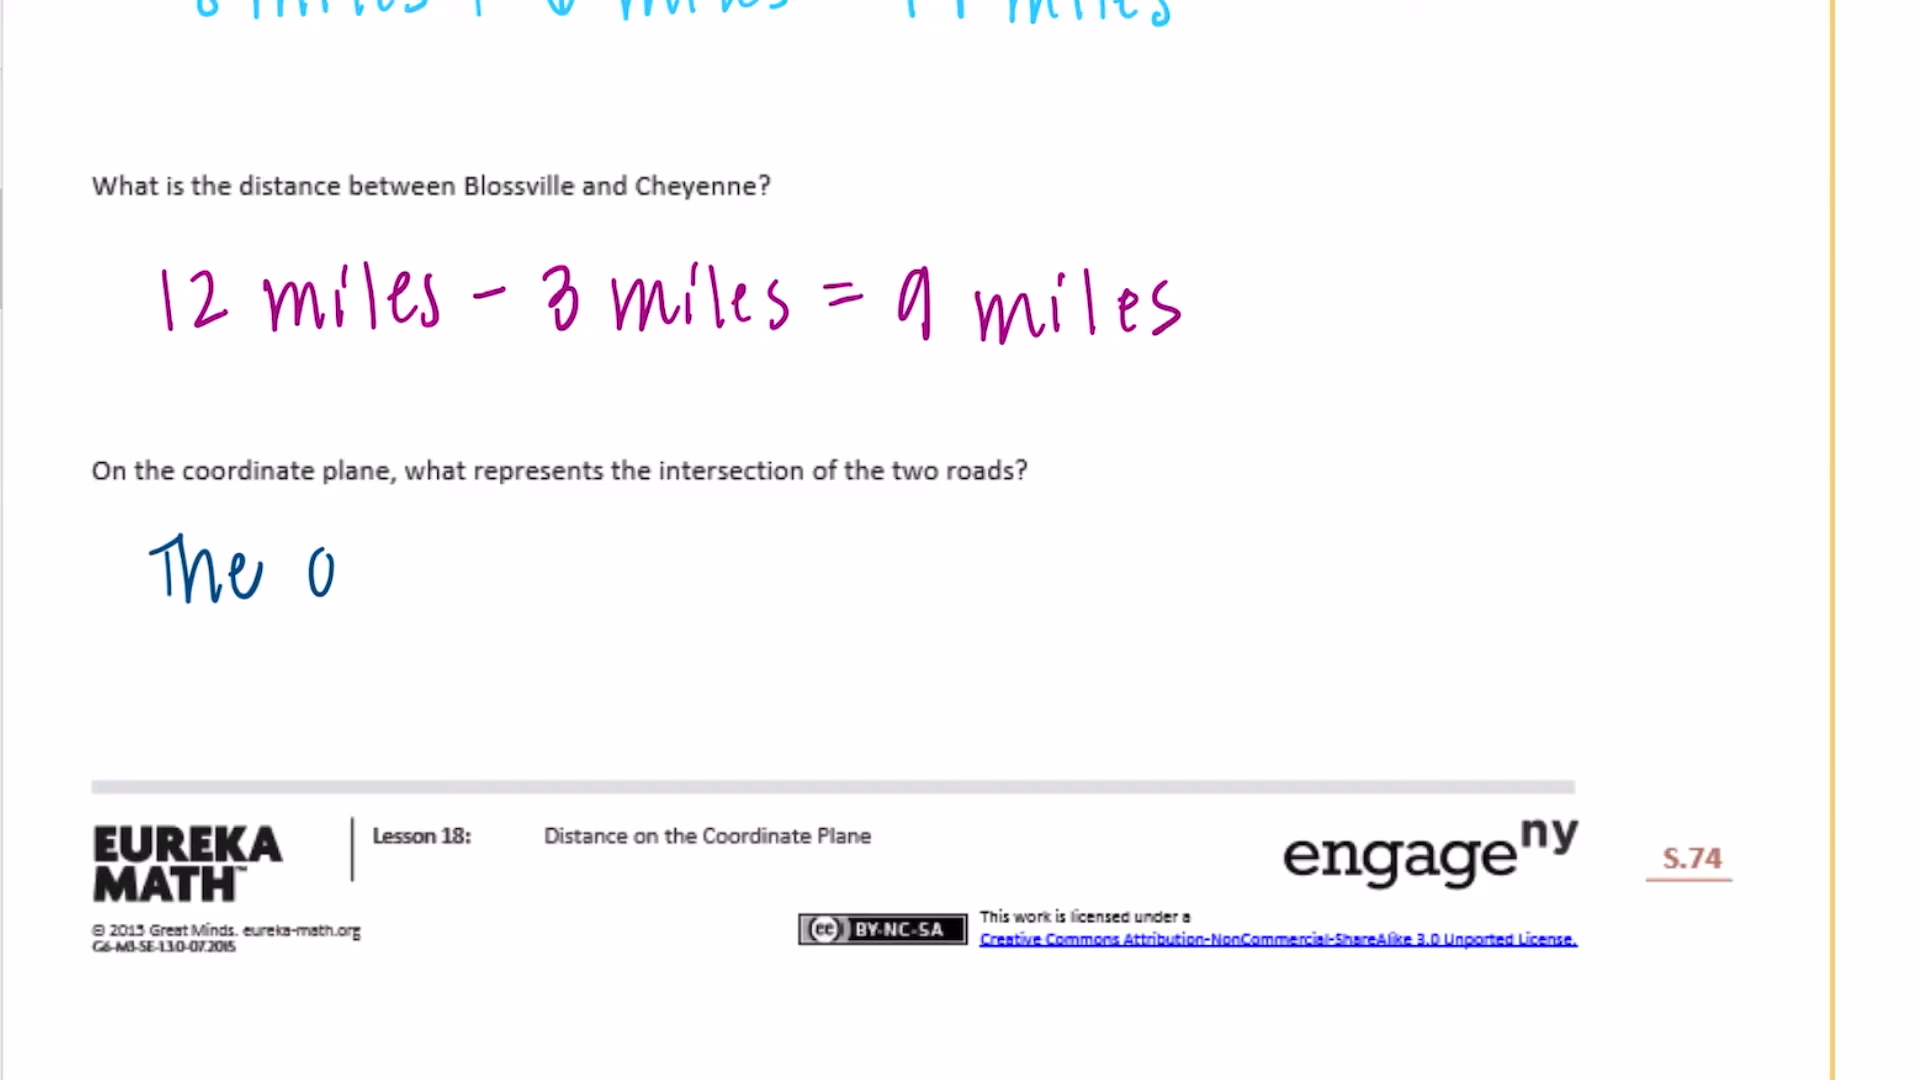 miles
What is the distance between Blossville and Cheyenne?
12 miles - 3 miles = 9 miles
On the coordinate plane, what represents the intersection of the two roads?
The o
EUREKA
MATH™
Lesson 18: Distance on the Coordinate Plane
engage ny
S.74
© 2015 Great Minds. eureka-math.org
G6-M3-SE-1.3.0-07.2015
cc BY-NC-SA
This work is licensed under a
Creative Commons Attribution-NonCommercial-ShareAlike 3.0 Unported License.